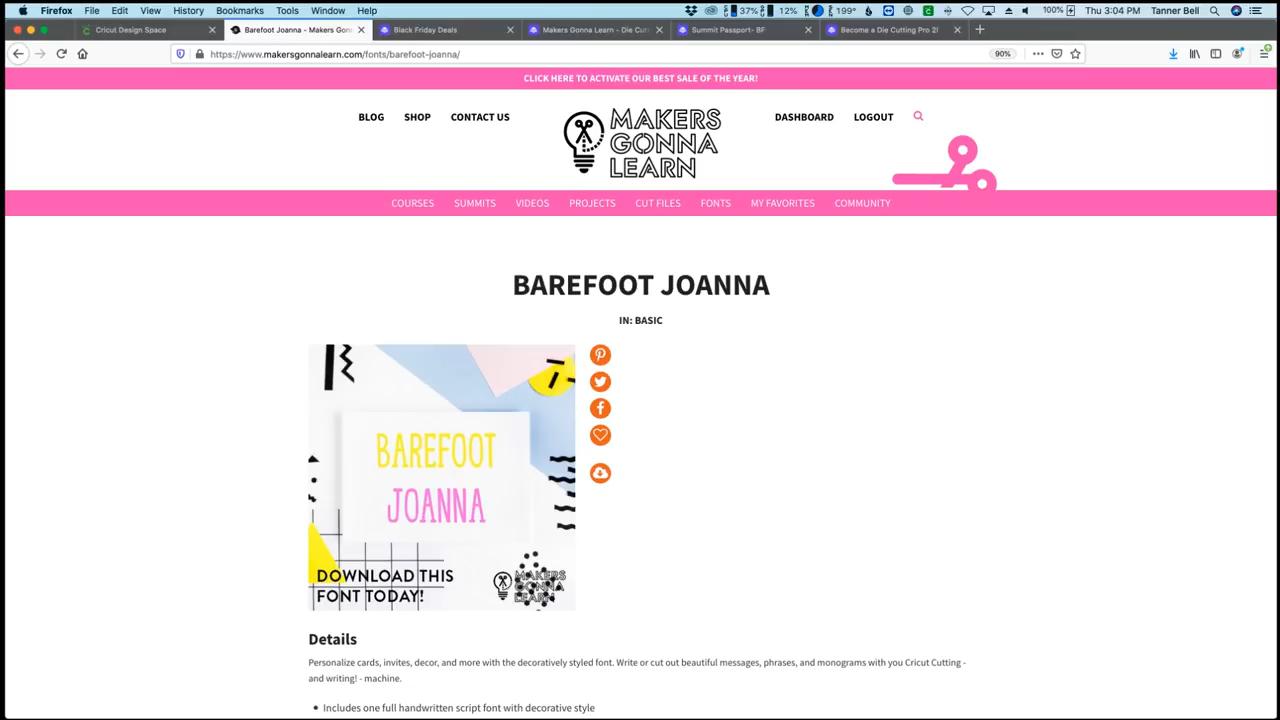 Firefox File Edit View History Bookmarks Tools Window Help 37% 12% 199° 100% Thu 3:04 PM Tanner Bell
Cricut Design Space Barefoot Joanna - Makers Gonn Black Friday Deals Makers Gonna Learn - Die Cut Summit Passport- BF Become a Die Cutting Pro 2!
https://www.makersgonnalearn.com/fonts/barefoot-joanna/ 90%
CLICK HERE TO ACTIVATE OUR BEST SALE OF THE YEAR!
BLOG SHOP CONTACT US DASHBOARD LOGOUT
MAKERS
GONNA
LEARN
COURSES SUMMITS VIDEOS PROJECTS CUT FILES FONTS MY FAVORITES COMMUNITY
BAREFOOT JOANNA
IN: BASIC
BAREFOOT
JOANNA
DOWNLOAD THIS
FONT TODAY!
MAKERS
GONNA
LEARN
Details
Personalize cards, invites, decor, and more with the decoratively styled font. Write or cut out beautiful messages, phrases, and monograms with you Cricut Cutting -
and writing! - machine.
Includes one full handwritten script font with decorative style